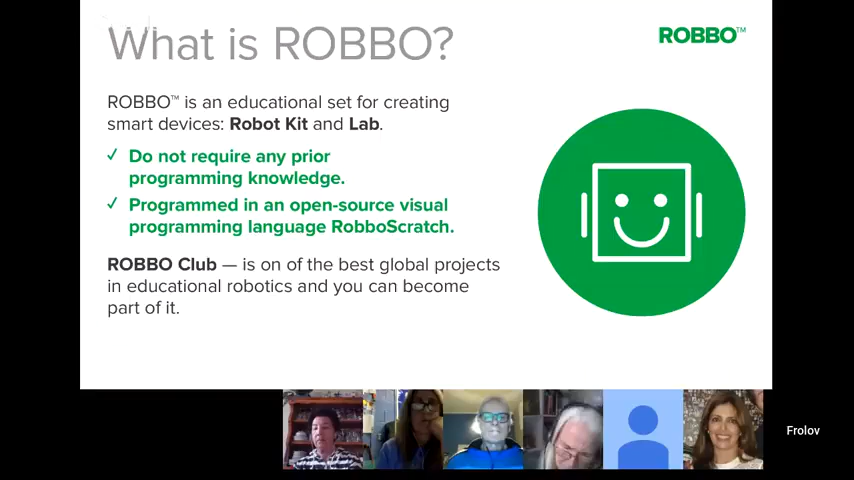 What is ROBBO?
ROBBO™
ROBBO™ is an educational set for creating
smart devices: Robot Kit and Lab.
✓ Do not require any prior
programming knowledge.
✓ Programmed in an open-source visual
programming language RobboScratch.
ROBBO Club — is on of the best global projects
in educational robotics and you can become
part of it.
Frolov